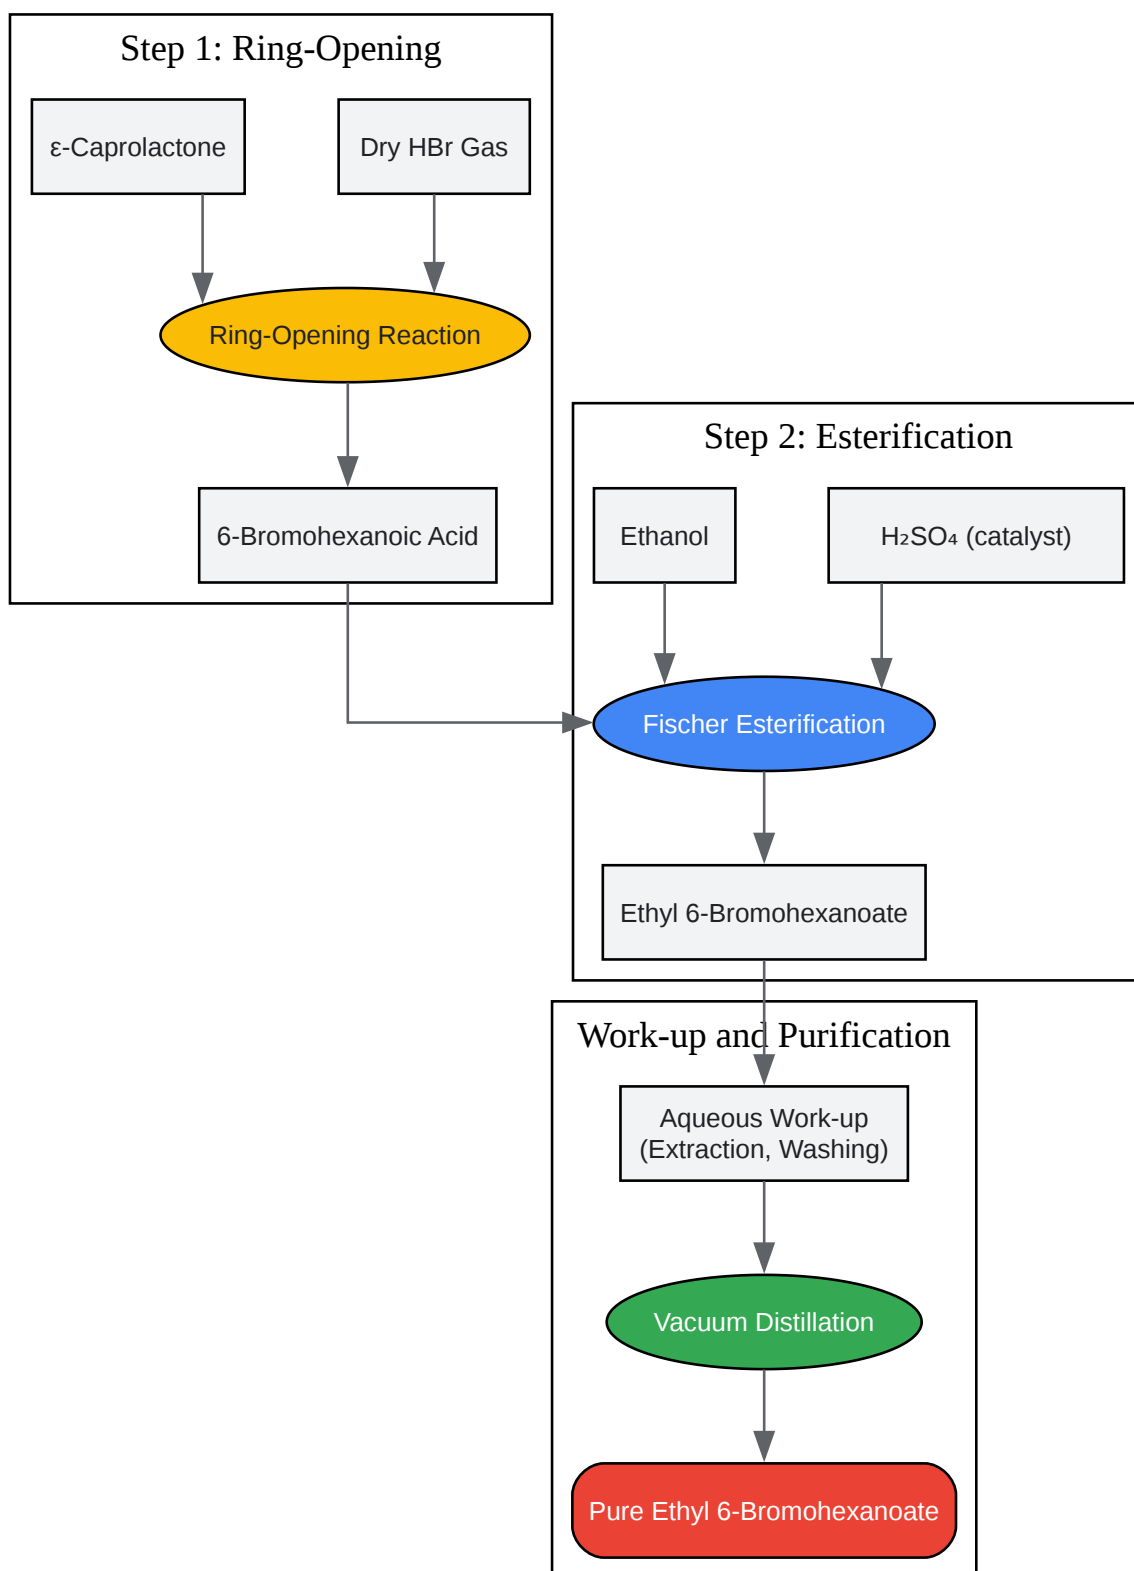 Step 1: Ring-Opening
ε-Caprolactone
Dry HBr Gas
Ring-Opening Reaction
6-Bromohexanoic Acid
Step 2: Esterification
Ethanol
H₂SO₄ (catalyst)
Fischer Esterification
Ethyl 6-Bromohexanoate
Work-up and Purification
Aqueous Work-up
(Extraction, Washing)
Vacuum Distillation
Pure Ethyl 6-Bromohexanoate